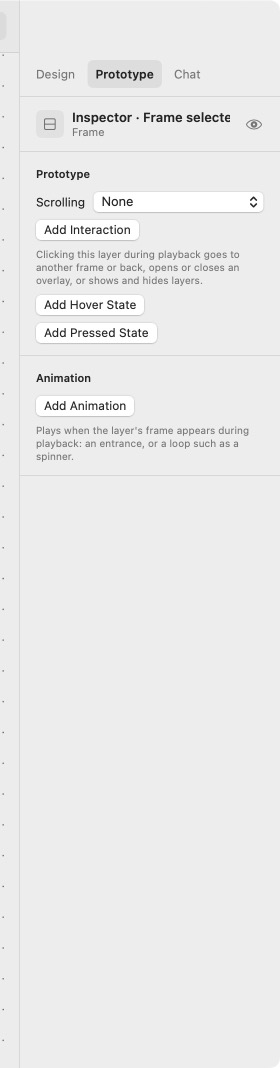 Design Prototype Chat
Inspector · Frame selecte
Frame
Prototype
Scrolling None
Add Interaction
Clicking this layer during playback goes to
another frame or back, opens or closes an
overlay, or shows and hides layers.
Add Hover State
Add Pressed State
Animation
Add Animation
Plays when the layer's frame appears during
playback: an entrance, or a loop such as a
spinner.